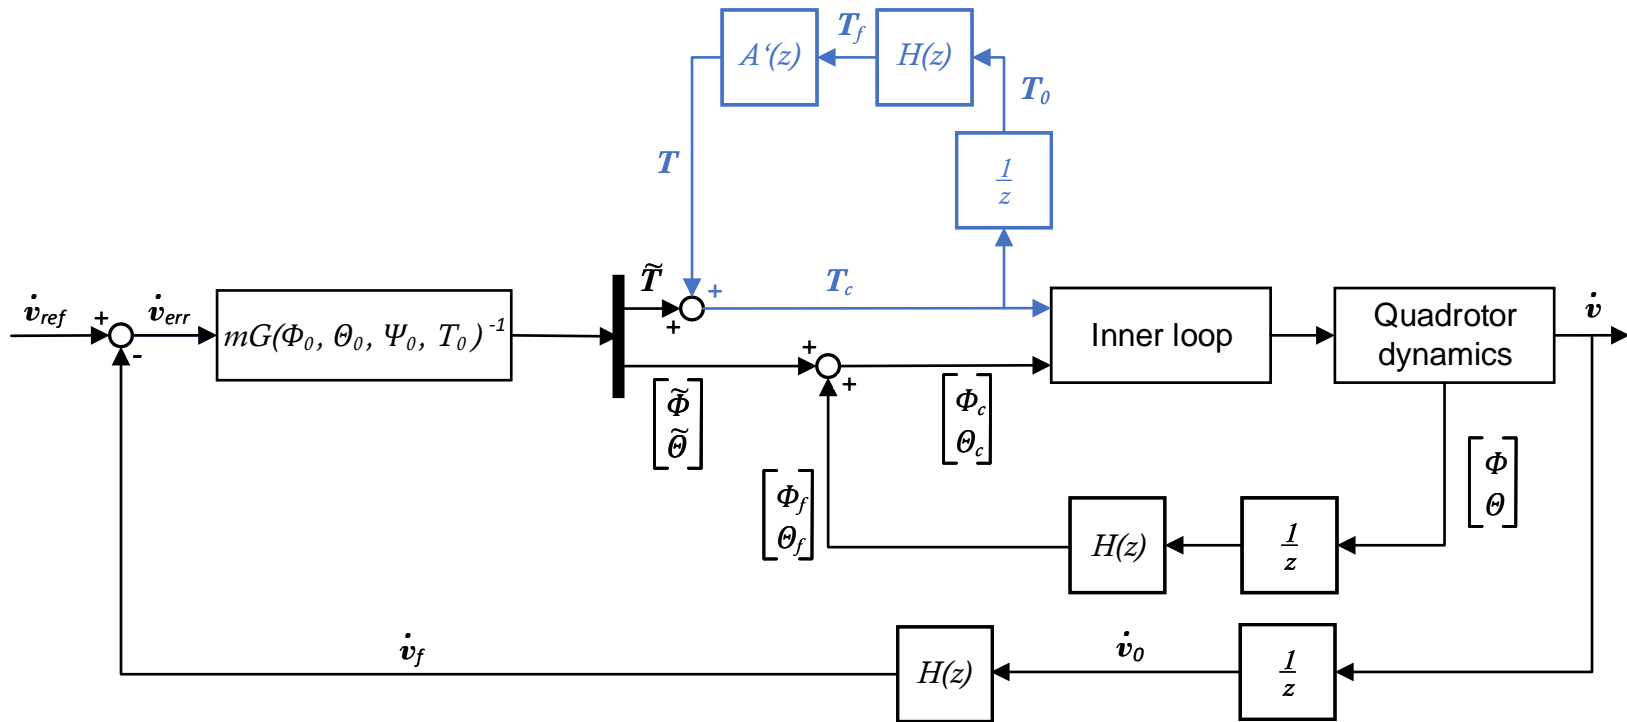 T_f
A‘(z)
H(z)
T_0
T
1
z
T̃
+
T_c
+
v̇_ref
+
-
v̇_err
mG(Φ_0, Θ_0, Ψ_0, T_0)^-1
+
+
Inner loop
Quadrotor
dynamics
v̇
Φ̃
Θ̃
Φ_c
Θ_c
Φ_f
Θ_f
Φ
Θ
H(z)
1
z
v̇_f
H(z)
v̇_0
1
z